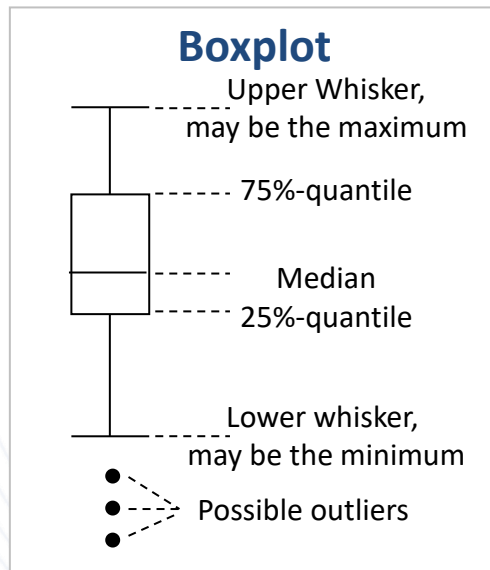 Boxplot
Upper Whisker,
may be the maximum
75%-quantile
Median
25%-quantile
Lower whisker,
may be the minimum
Possible outliers